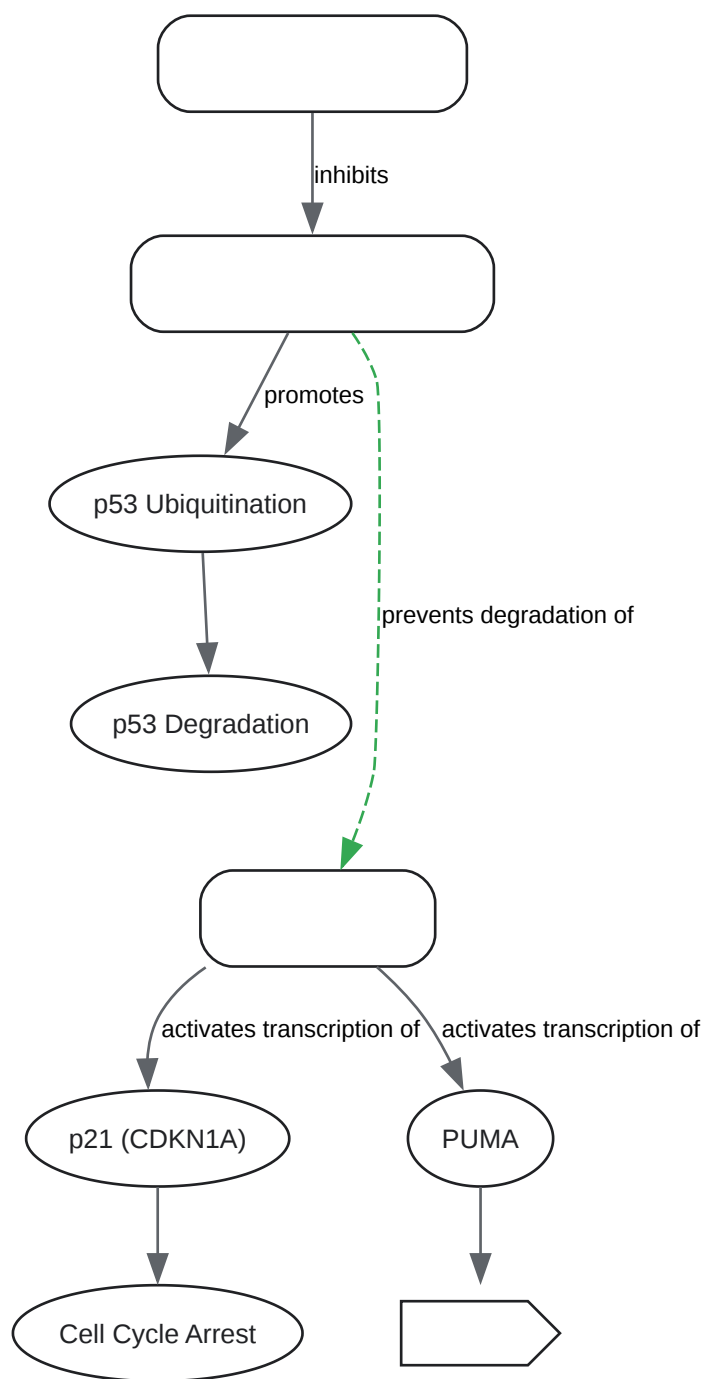 inhibits
promotes
p53 Ubiquitination
prevents degradation of
p53 Degradation
activates transcription of
activates transcription of
p21 (CDKN1A)
PUMA
Cell Cycle Arrest